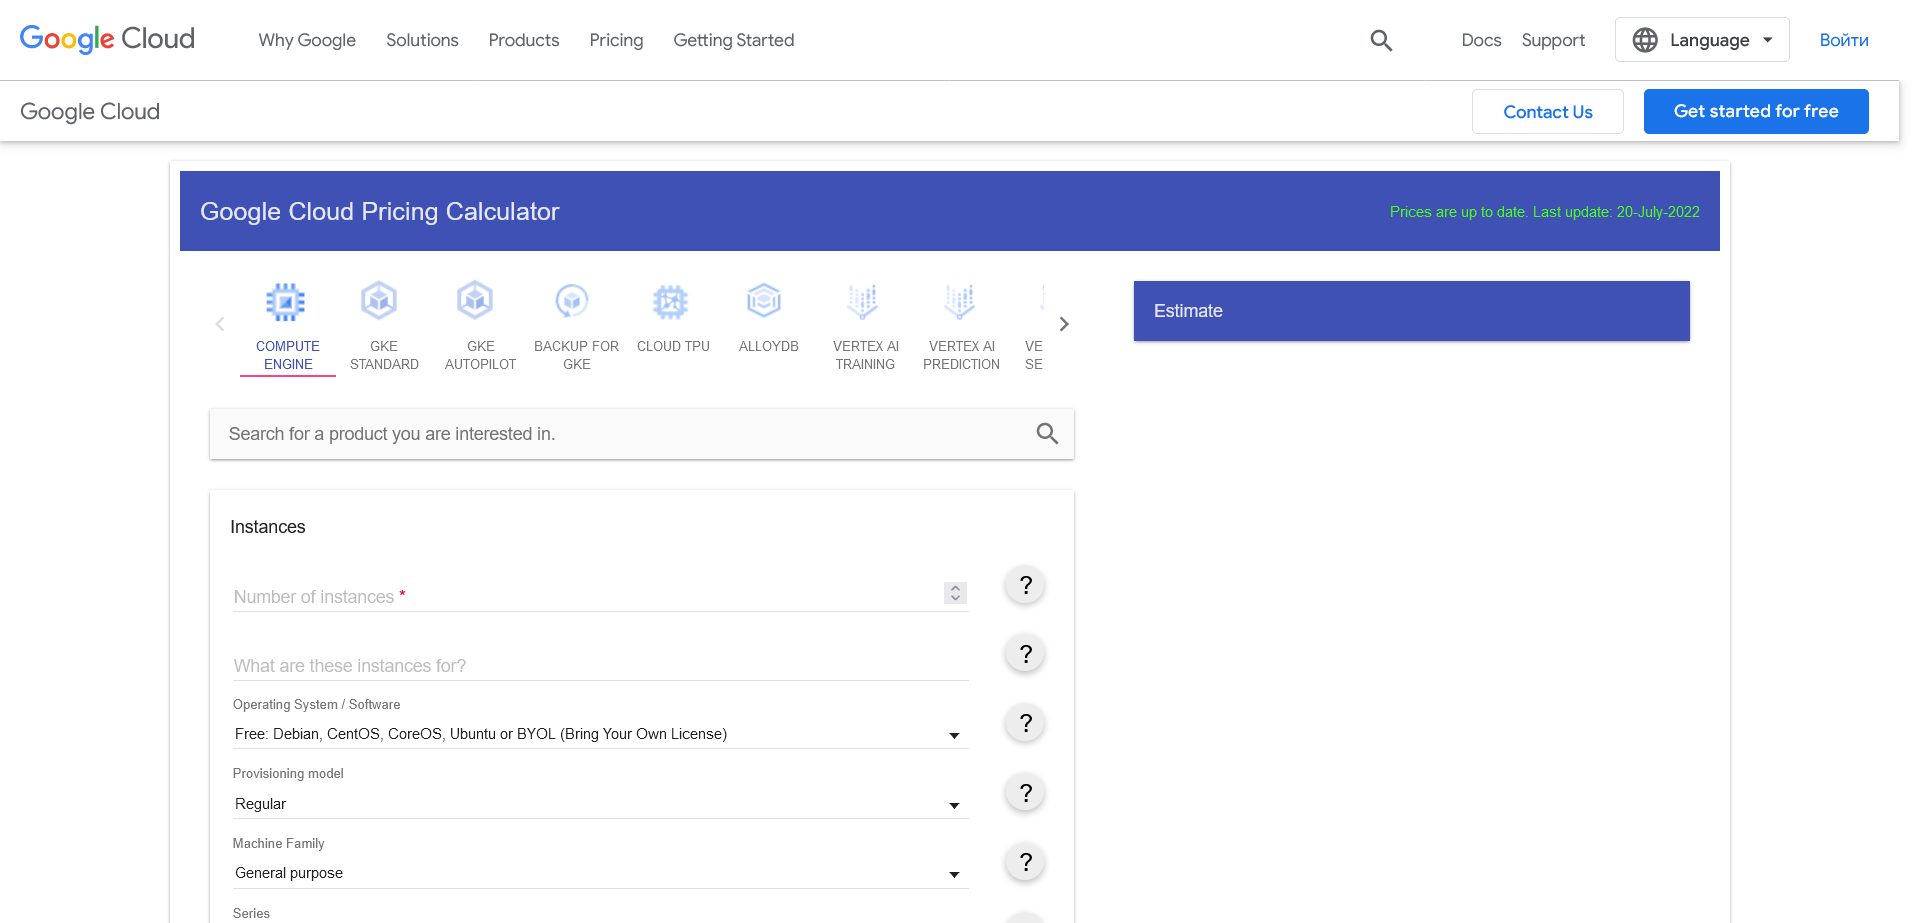 Google Cloud
Why Google
Solutions
Products
Pricing
Getting Started
Docs
Support
Language
Войти
Google Cloud
Contact Us
Get started for free
Google Cloud Pricing Calculator
Prices are up to date. Last update: 20-July-2022
COMPUTE
ENGINE
GKE
STANDARD
GKE
AUTOPILOT
BACKUP FOR
GKE
CLOUD TPU
ALLOYDB
VERTEX AI
TRAINING
VERTEX AI
PREDICTION
VE
SE
Estimate
Search for a product you are interested in.
Instances
Number of instances *
?
What are these instances for?
?
Operating System / Software
Free: Debian, CentOS, CoreOS, Ubuntu or BYOL (Bring Your Own License)
?
Provisioning model
Regular
?
Machine Family
General purpose
?
Series